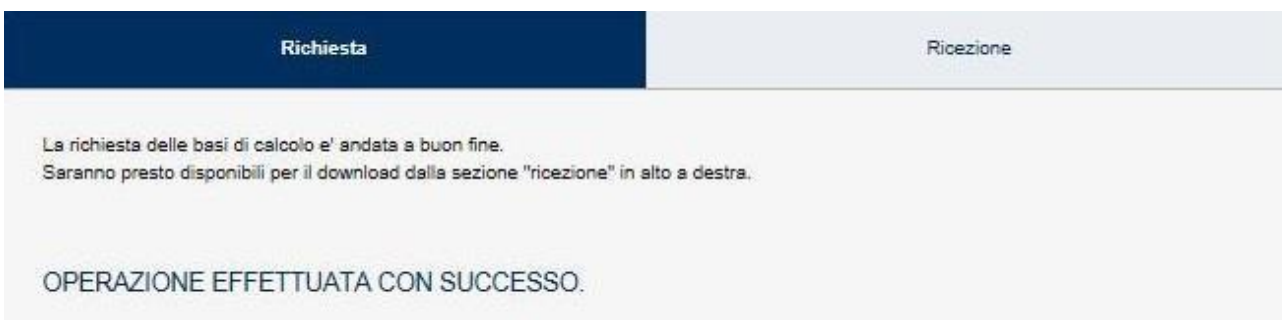 Richiesta
Ricezione
La richiesta delle basi di calcolo e' andata a buon fine.
Saranno presto disponibili per il download dalla sezione "ricezione" in alto a destra.
OPERAZIONE EFFETTUATA CON SUCCESSO.